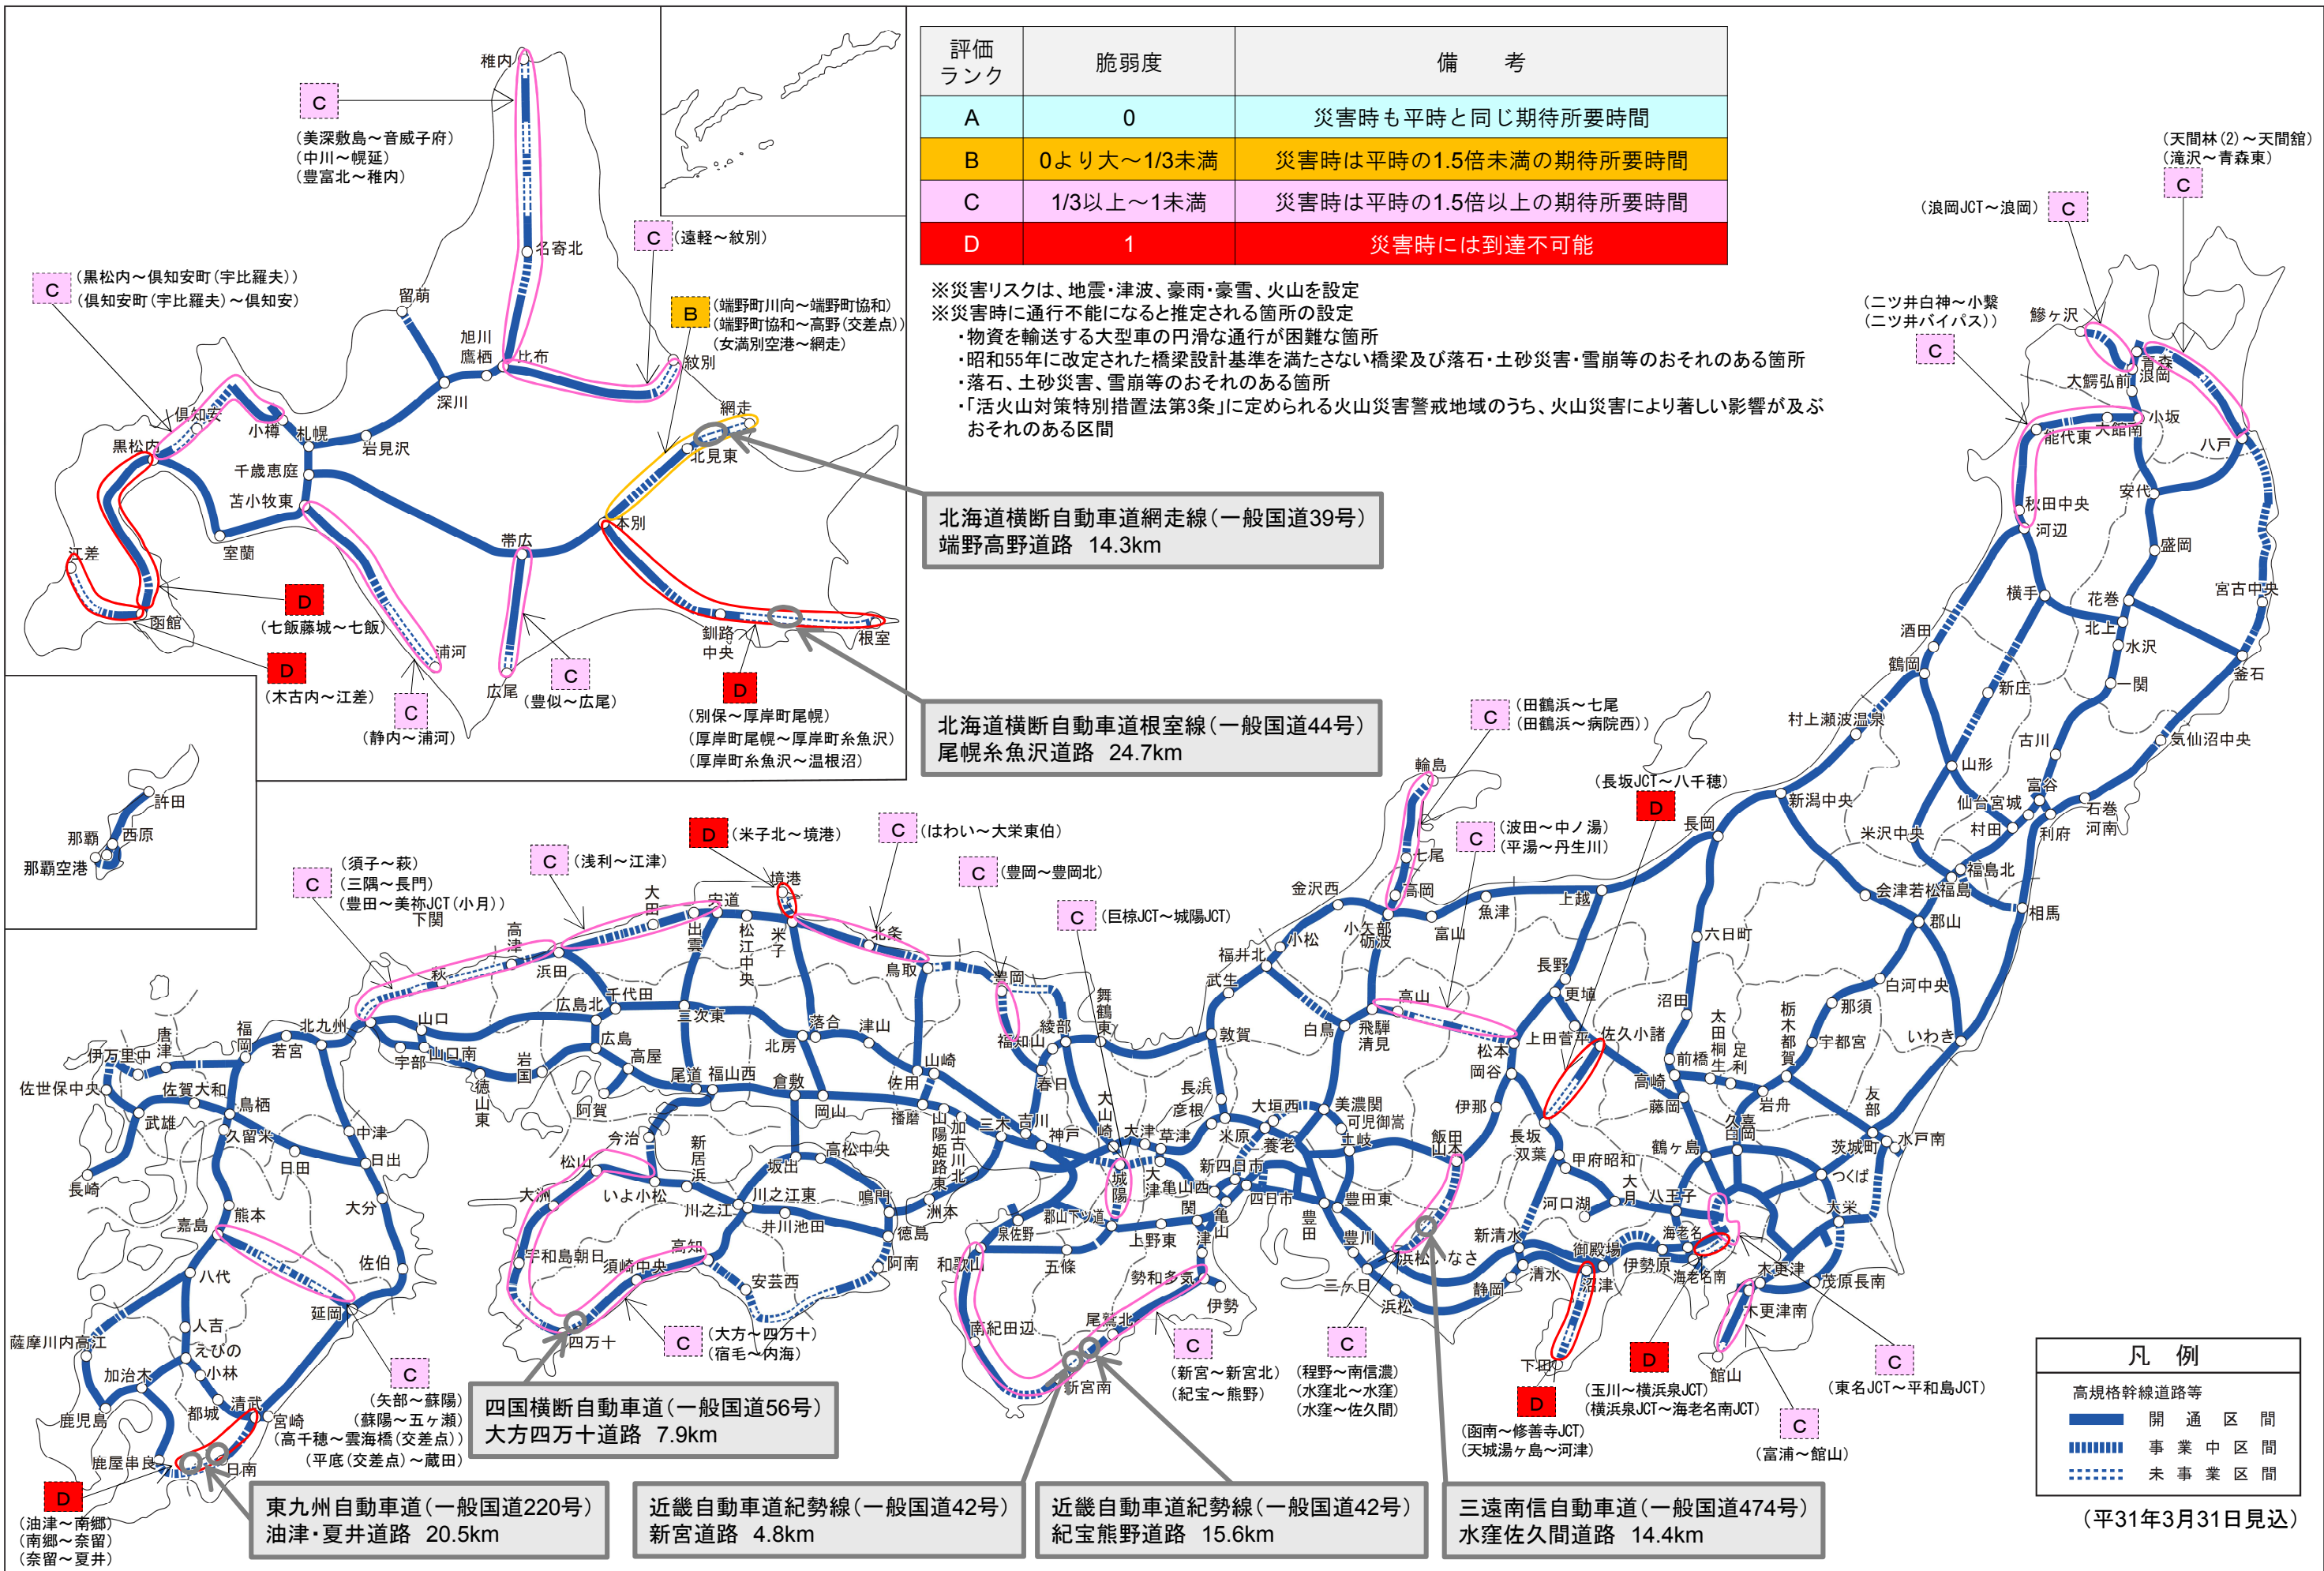 評価
ランク
脆弱度
備　考
A
0
災害時も平時と同じ期待所要時間
B
0より大～1/3未満
災害時は平時の1.5倍未満の期待所要時間
C
1/3以上～1未満
災害時は平時の1.5倍以上の期待所要時間
D
1
災害時には到達不可能
※災害リスクは、地震・津波、豪雨・豪雪、火山を設定
※災害時に通行不能になると推定される箇所の設定
・物資を輸送する大型車の円滑な通行が困難な箇所
・昭和55年に改定された橋梁設計基準を満たさない橋梁及び落石・土砂災害・雪崩等のおそれのある箇所
・落石、土砂災害、雪崩等のおそれのある箇所
・「活火山対策特別措置法第3条」に定められる火山災害警戒地域のうち、火山災害により著しい影響が及ぶ
おそれのある区間
稚内
C
(美深敷島～音威子府)
(中川～幌延)
(豊富北～稚内)
名寄北
C
(遠軽～紋別)
C
(黒松内～倶知安町(宇比羅夫))
(倶知安町(宇比羅夫)～倶知安)
B
(端野町川向～端野町協和)
(端野町協和～高野(交差点))
(女満別空港～網走)
留萌
旭川
鷹栖
比布
紋別
深川
網走
倶知安
小樽
札幌
岩見沢
黒松内
北見東
千歳恵庭
苫小牧東
本別
室蘭
帯広
江差
函館
D
(七飯藤城～七飯)
D
(木古内～江差)
浦河
C
(静内～浦河)
広尾
C
(豊似～広尾)
釧路
中央
根室
D
(別保～厚岸町尾幌)
(厚岸町尾幌～厚岸町糸魚沢)
(厚岸町糸魚沢～温根沼)
北海道横断自動車道網走線(一般国道39号)
端野高野道路　14.3km
北海道横断自動車道根室線(一般国道44号)
尾幌糸魚沢道路　24.7km
許田
那覇
西原
那覇空港
(天間林(2)～天間舘)
(滝沢～青森東)
C
(浪岡JCT～浪岡)
C
(二ツ井白神～小繋
(二ツ井バイパス))
C
鰺ヶ沢
青森
浪岡
大鰐弘前
小坂
能代東
大館南
八戸
秋田中央
河辺
安代
盛岡
宮古中央
横手
花巻
北上
水沢
酒田
鶴岡
釜石
新庄
一関
村上瀬波温泉
古川
気仙沼中央
山形
富谷
仙台宮城
石巻
河南
利府
村田
米沢中央
新潟中央
長岡
福島北
福島
会津若松
相馬
郡山
C
(田鶴浜～七尾
(田鶴浜～病院西))
輪島
(長坂JCT～八千穂)
D
C
(波田～中ノ湯)
(平湯～丹生川)
七尾
高岡
金沢西
小矢部
砺波
富山
魚津
上越
六日町
小松
福井北
武生
長野
更埴
沼田
白河中央
那須
栃木都賀
宇都宮
いわき
高山
飛騨
清見
白鳥
敦賀
松本
岡谷
上田菅平
佐久小諸
前橋
太田桐生
足利
高崎
藤岡
岩舟
友部
水戸南
茨城町
つくば
久喜白岡
鶴ヶ島
大栄
長坂
双葉
甲府昭和
河口湖
大月
八王子
伊那
飯田
山本
美濃関
可児御嵩
土岐
大垣西
養老
長浜
彦根
米原
D
(米子北～境港)
C
(はわい～大栄東伯)
C
(豊岡～豊岡北)
C
(巨椋JCT～城陽JCT)
C
(浅利～江津)
C
(須子～萩)
(三隅～長門)
(豊田～美祢JCT(小月))
下関
境港
大田
宍道
出雲
松江中央
米子
北条
鳥取
豊岡
高津
萩
浜田
舞鶴東
綾部
福知山
春日
広島北
千代田
三次東
落合
津山
北房
山崎
佐用
広島
高屋
尾道
福山西
倉敷
岡山
播磨
山陽姫路東
加古川北
三木
吉川
神戸
大山崎
大津
草津
新四日市
四日市
亀山西
亀山
関
大津
城陽
豊田東
豊田
豊川
三ヶ日
浜松いなさ
浜松
新清水
清水
静岡
御殿場
沼津
伊勢原
海老名
海老名南
木更津
木更津南
茂原長南
館山
下田
山口
宇部
山口南
徳山東
岩国
阿賀
北九州
若宮
福岡
唐津
伊万里中
佐世保中央
佐賀大和
武雄
鳥栖
久留米
中津
日出
日田
大分
長崎
熊本
嘉島
佐伯
八代
延岡
人吉
えびの
小林
薩摩川内高江
加治木
鹿児島
都城
清武
宮崎
鹿屋串良
日南
今治
新居浜
松山
大洲
いよ小松
坂出
高松中央
川之江東
川之江
井川池田
鳴門
徳島
阿南
宇和島朝日
須崎中央
高知
安芸西
四万十
洲本
泉佐野
和歌山
郡山下ツ道
上野東
五條
津
勢和多気
伊勢
南紀田辺
尾鷲北
新宮南
C
(大方～四万十)
(宿毛～内海)
C
(新宮～新宮北)
(紀宝～熊野)
C
(程野～南信濃)
(水窪北～水窪)
(水窪～佐久間)
D
(函南～修善寺JCT)
(天城湯ヶ島～河津)
D
(玉川～横浜泉JCT)
(横浜泉JCT～海老名南JCT)
C
(東名JCT～平和島JCT)
C
(富浦～館山)
C
(矢部～蘇陽)
(蘇陽～五ヶ瀬)
(高千穂～雲海橋(交差点))
(平底(交差点)～蔵田)
D
(油津～南郷)
(南郷～奈留)
(奈留～夏井)
四国横断自動車道(一般国道56号)
大方四万十道路　7.9km
東九州自動車道(一般国道220号)
油津・夏井道路　20.5km
近畿自動車道紀勢線(一般国道42号)
新宮道路　4.8km
近畿自動車道紀勢線(一般国道42号)
紀宝熊野道路　15.6km
三遠南信自動車道(一般国道474号)
水窪佐久間道路　14.4km
凡　例
高規格幹線道路等
開通区間
事業中区間
未事業区間
(平31年3月31日見込)